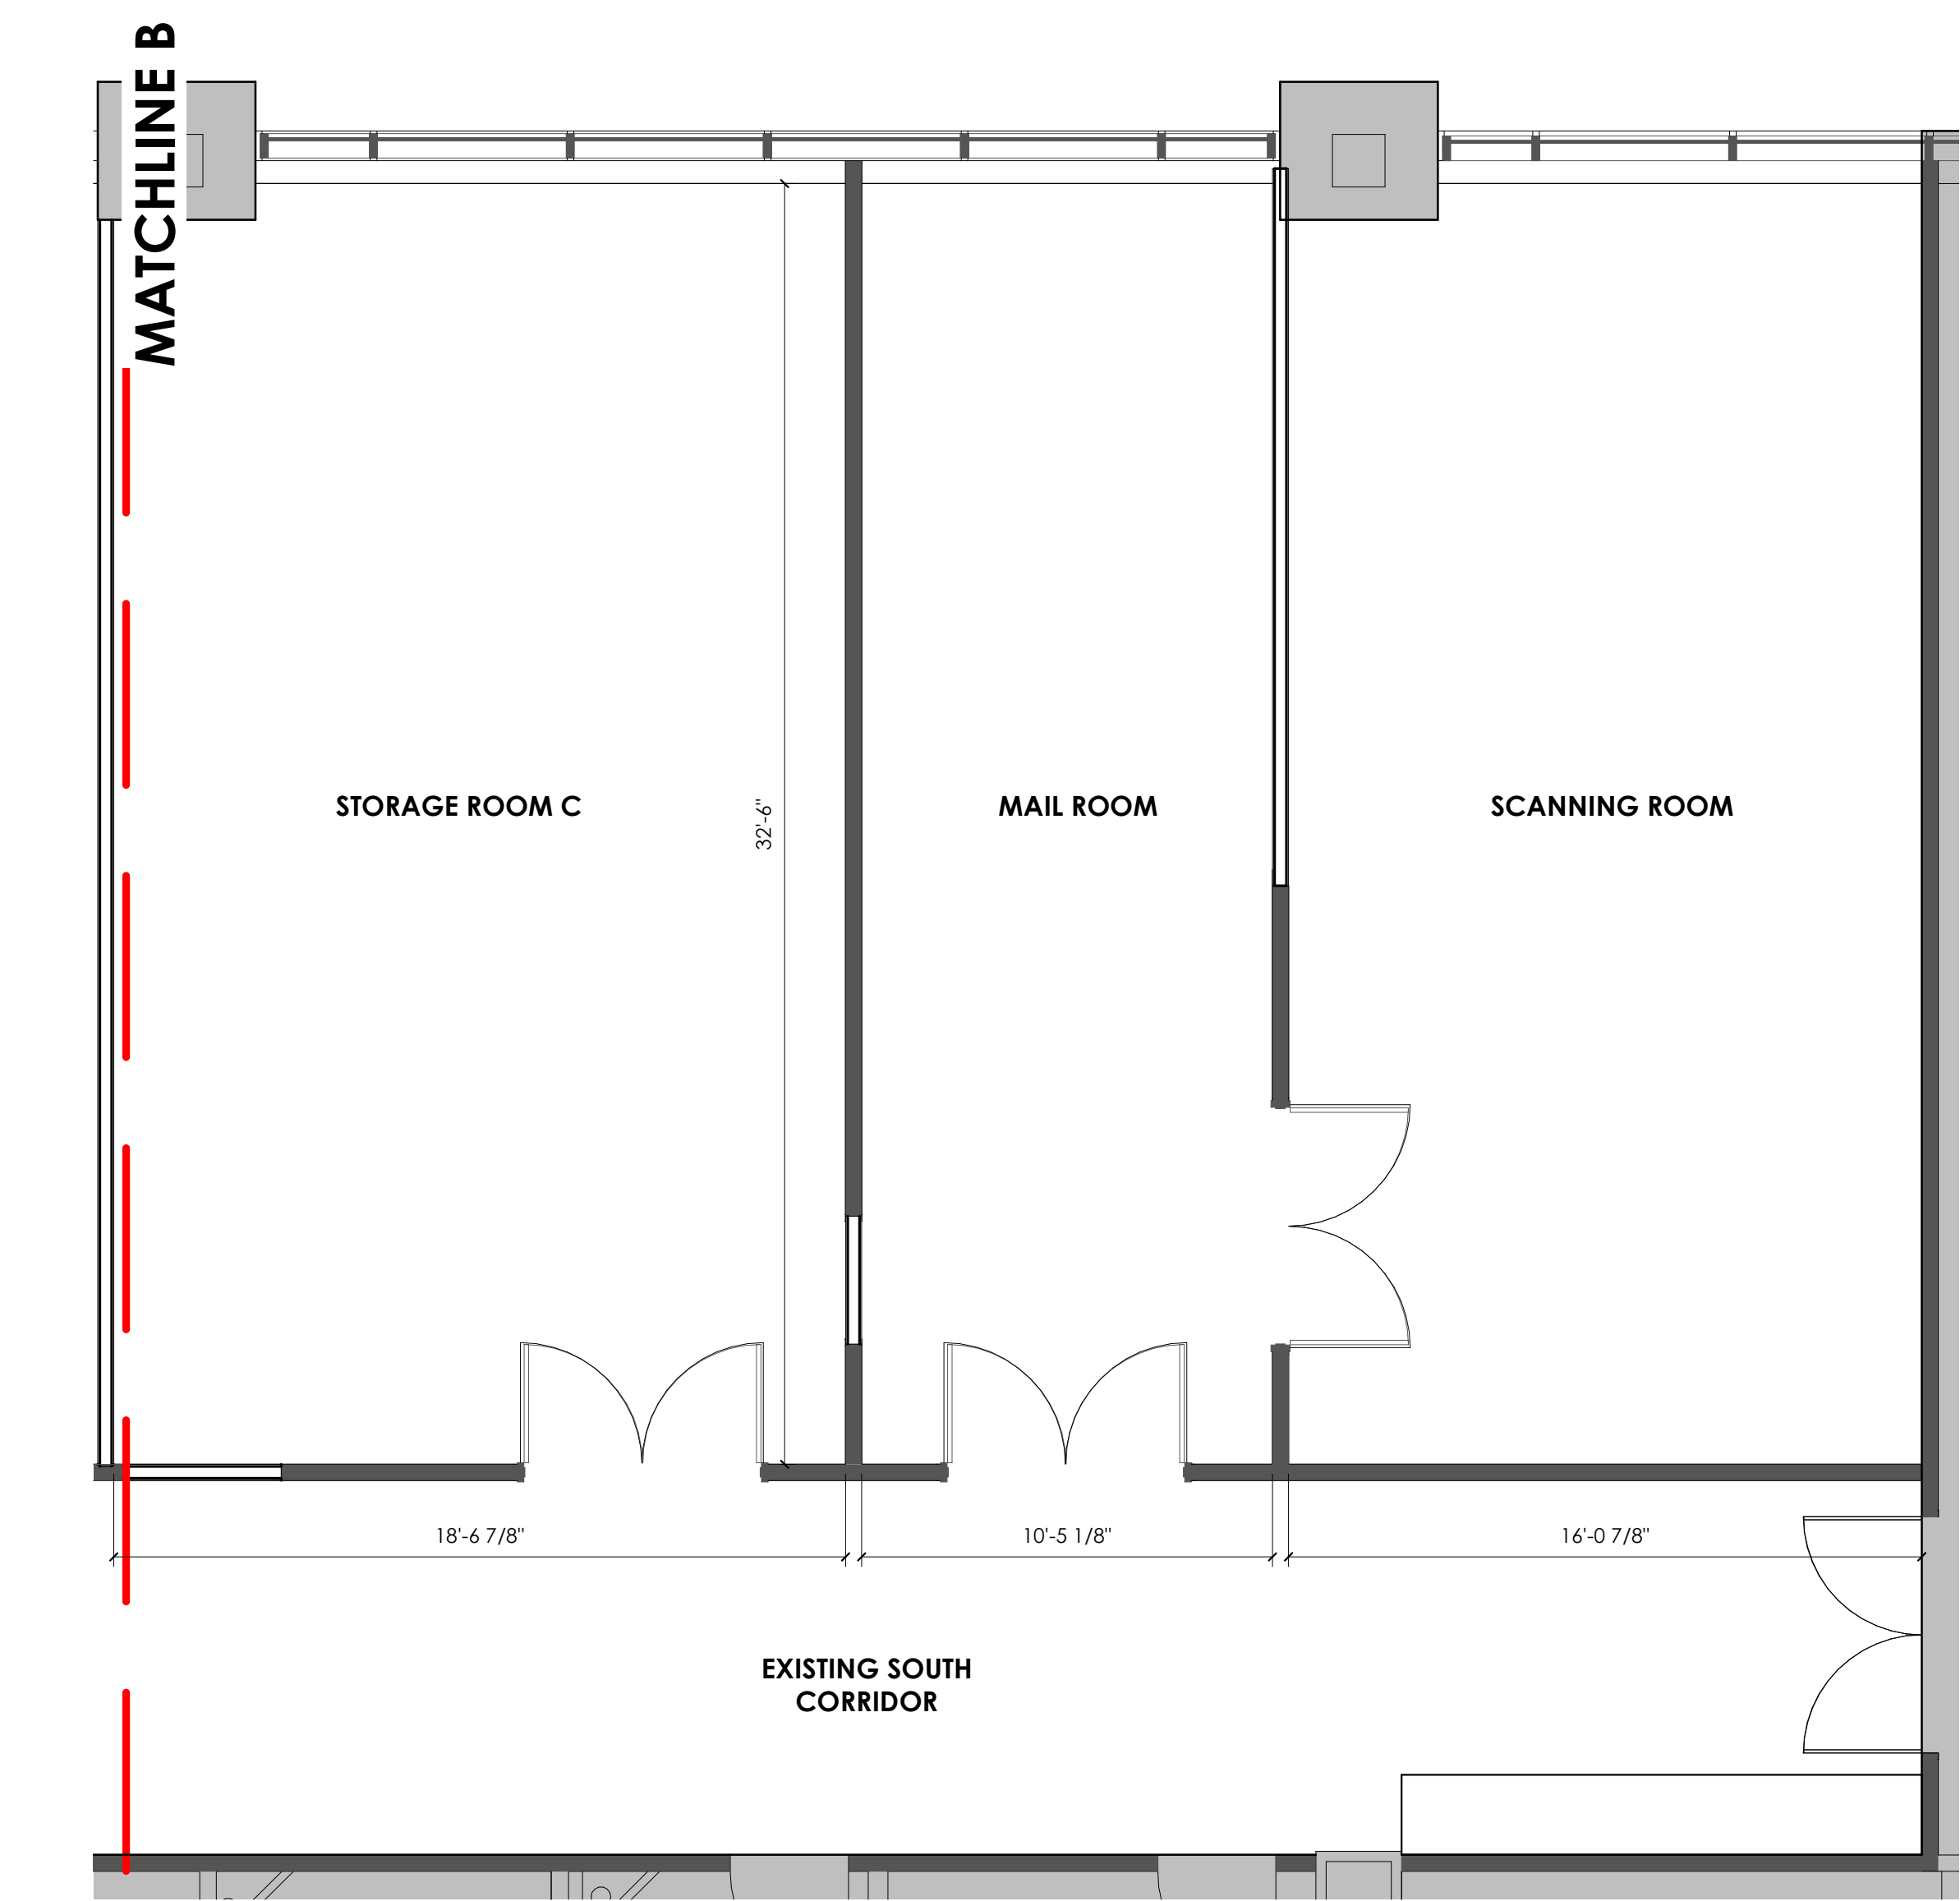 MATCHLINE B
STORAGE ROOM C
32'-6"
MAIL ROOM
SCANNING ROOM
18'-6 7/8"
10'-5 1/8"
16'-0 7/8"
EXISTING SOUTH
CORRIDOR